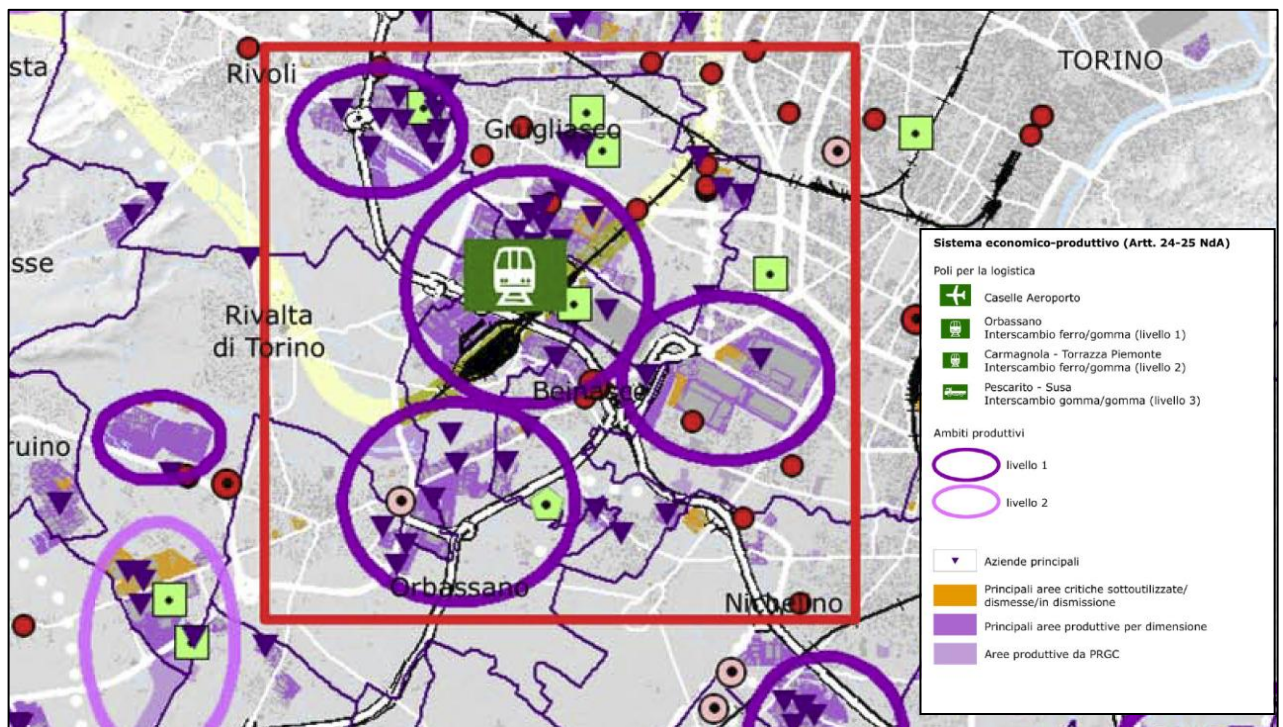 sta
Rivoli
TORINO
Grugliasco
sse
Rivalta
di Torino
Beinasco
ruino
Orbassano
Nichelino
Sistema economico-produttivo (Artt. 24-25 NdA)
Poli per la logistica
Caselle Aeroporto
Orbassano
Interscambio ferro/gomma (livello 1)
Carmagnola - Torrazza Piemonte
Interscambio ferro/gomma (livello 2)
Pescarito - Susa
Interscambio gomma/gomma (livello 3)
Ambiti produttivi
livello 1
livello 2
Aziende principali
Principali aree critiche sottoutilizzate/
dismesse/in dismissione
Principali aree produttive per dimensione
Aree produttive da PRGC